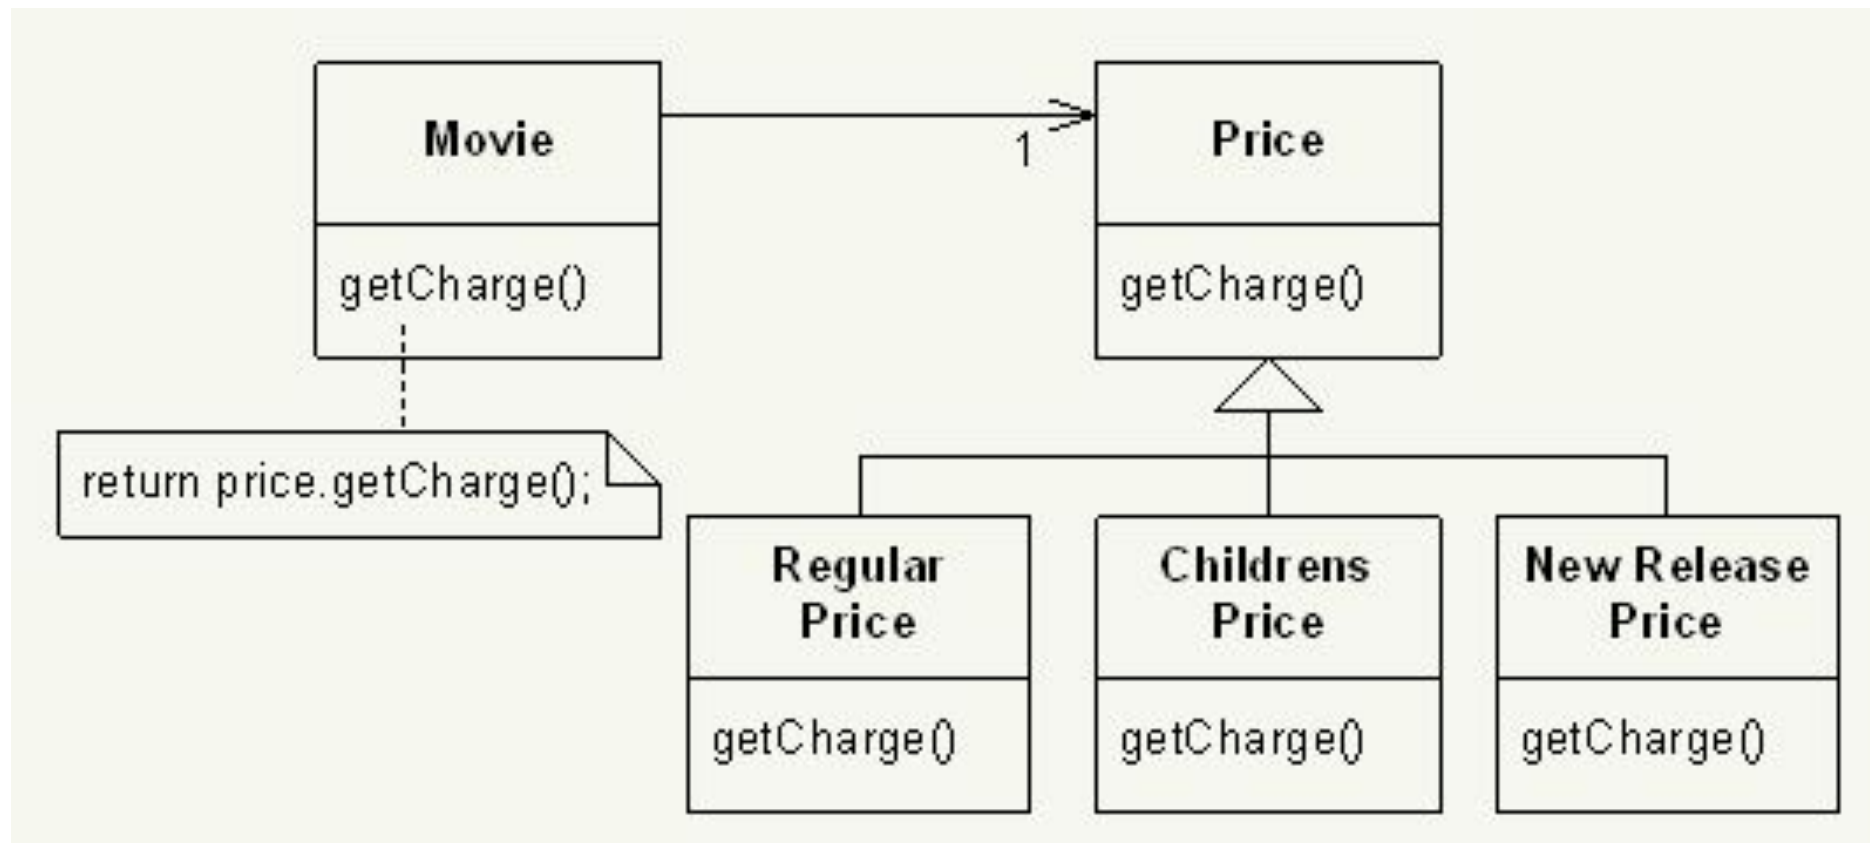 Movie
getCharge()
return price.getCharge();
1
Price
getCharge()
Regular
Price
getCharge()
Childrens
Price
getCharge()
New Release
Price
getCharge()